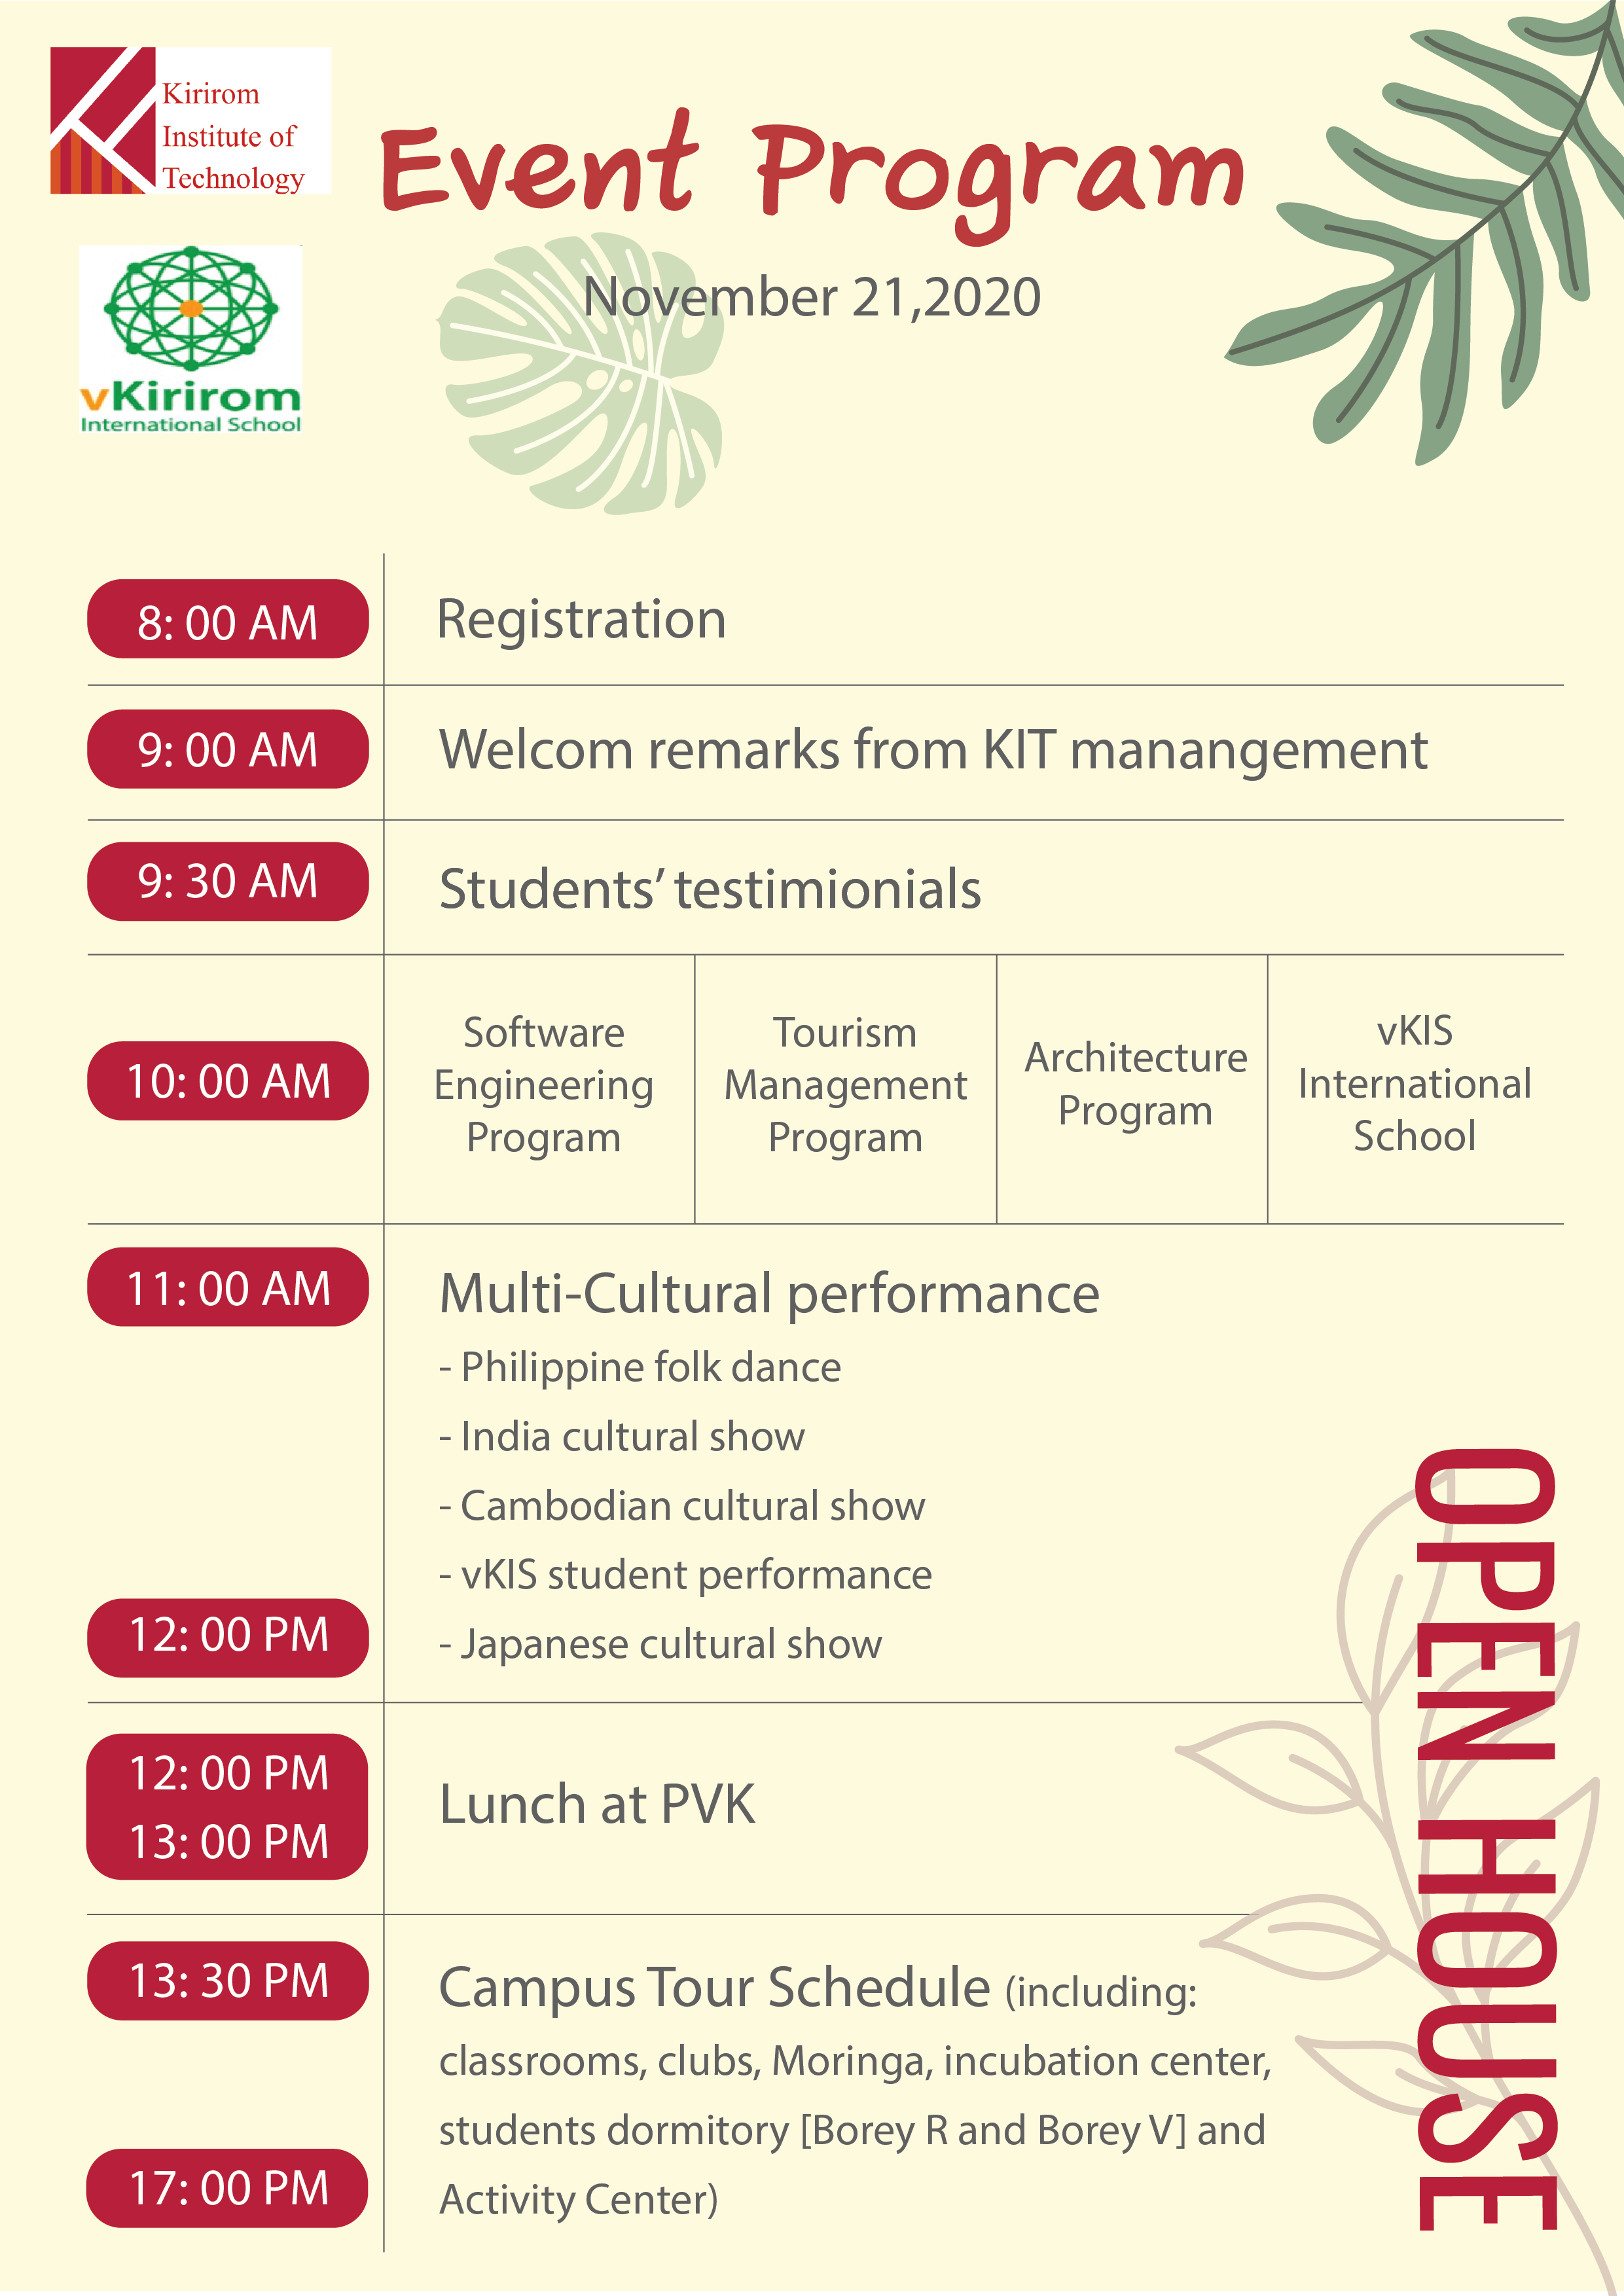 Kirirom
Institute of
Technology
Event Program
vKirirom
International School
November 21,2020
8: 00 AM
Registration
9: 00 AM
Welcom remarks from KIT manangement
9: 30 AM
Students’ testimionials
10: 00 AM
Software
Engineering
Program
Tourism
Management
Program
Architecture
Program
vKIS
International
School
11: 00 AM
Multi-Cultural performance
- Philippine folk dance
- India cultural show
- Cambodian cultural show
- vKIS student performance
12: 00 PM
- Japanese cultural show
12: 00 PM
13: 00 PM
Lunch at PVK
13: 30 PM
Campus Tour Schedule (including:
classrooms, clubs, Moringa, incubation center,
students dormitory [Borey R and Borey V] and
17: 00 PM
Activity Center)
OPEN HOUSE